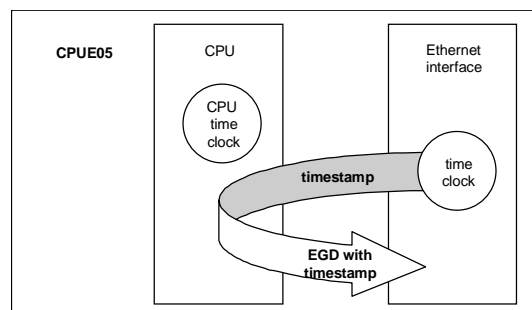 CPUE05
CPU
Ethernet
interface
CPU
time
clock
time
clock
timestamp
EGD with
timestamp